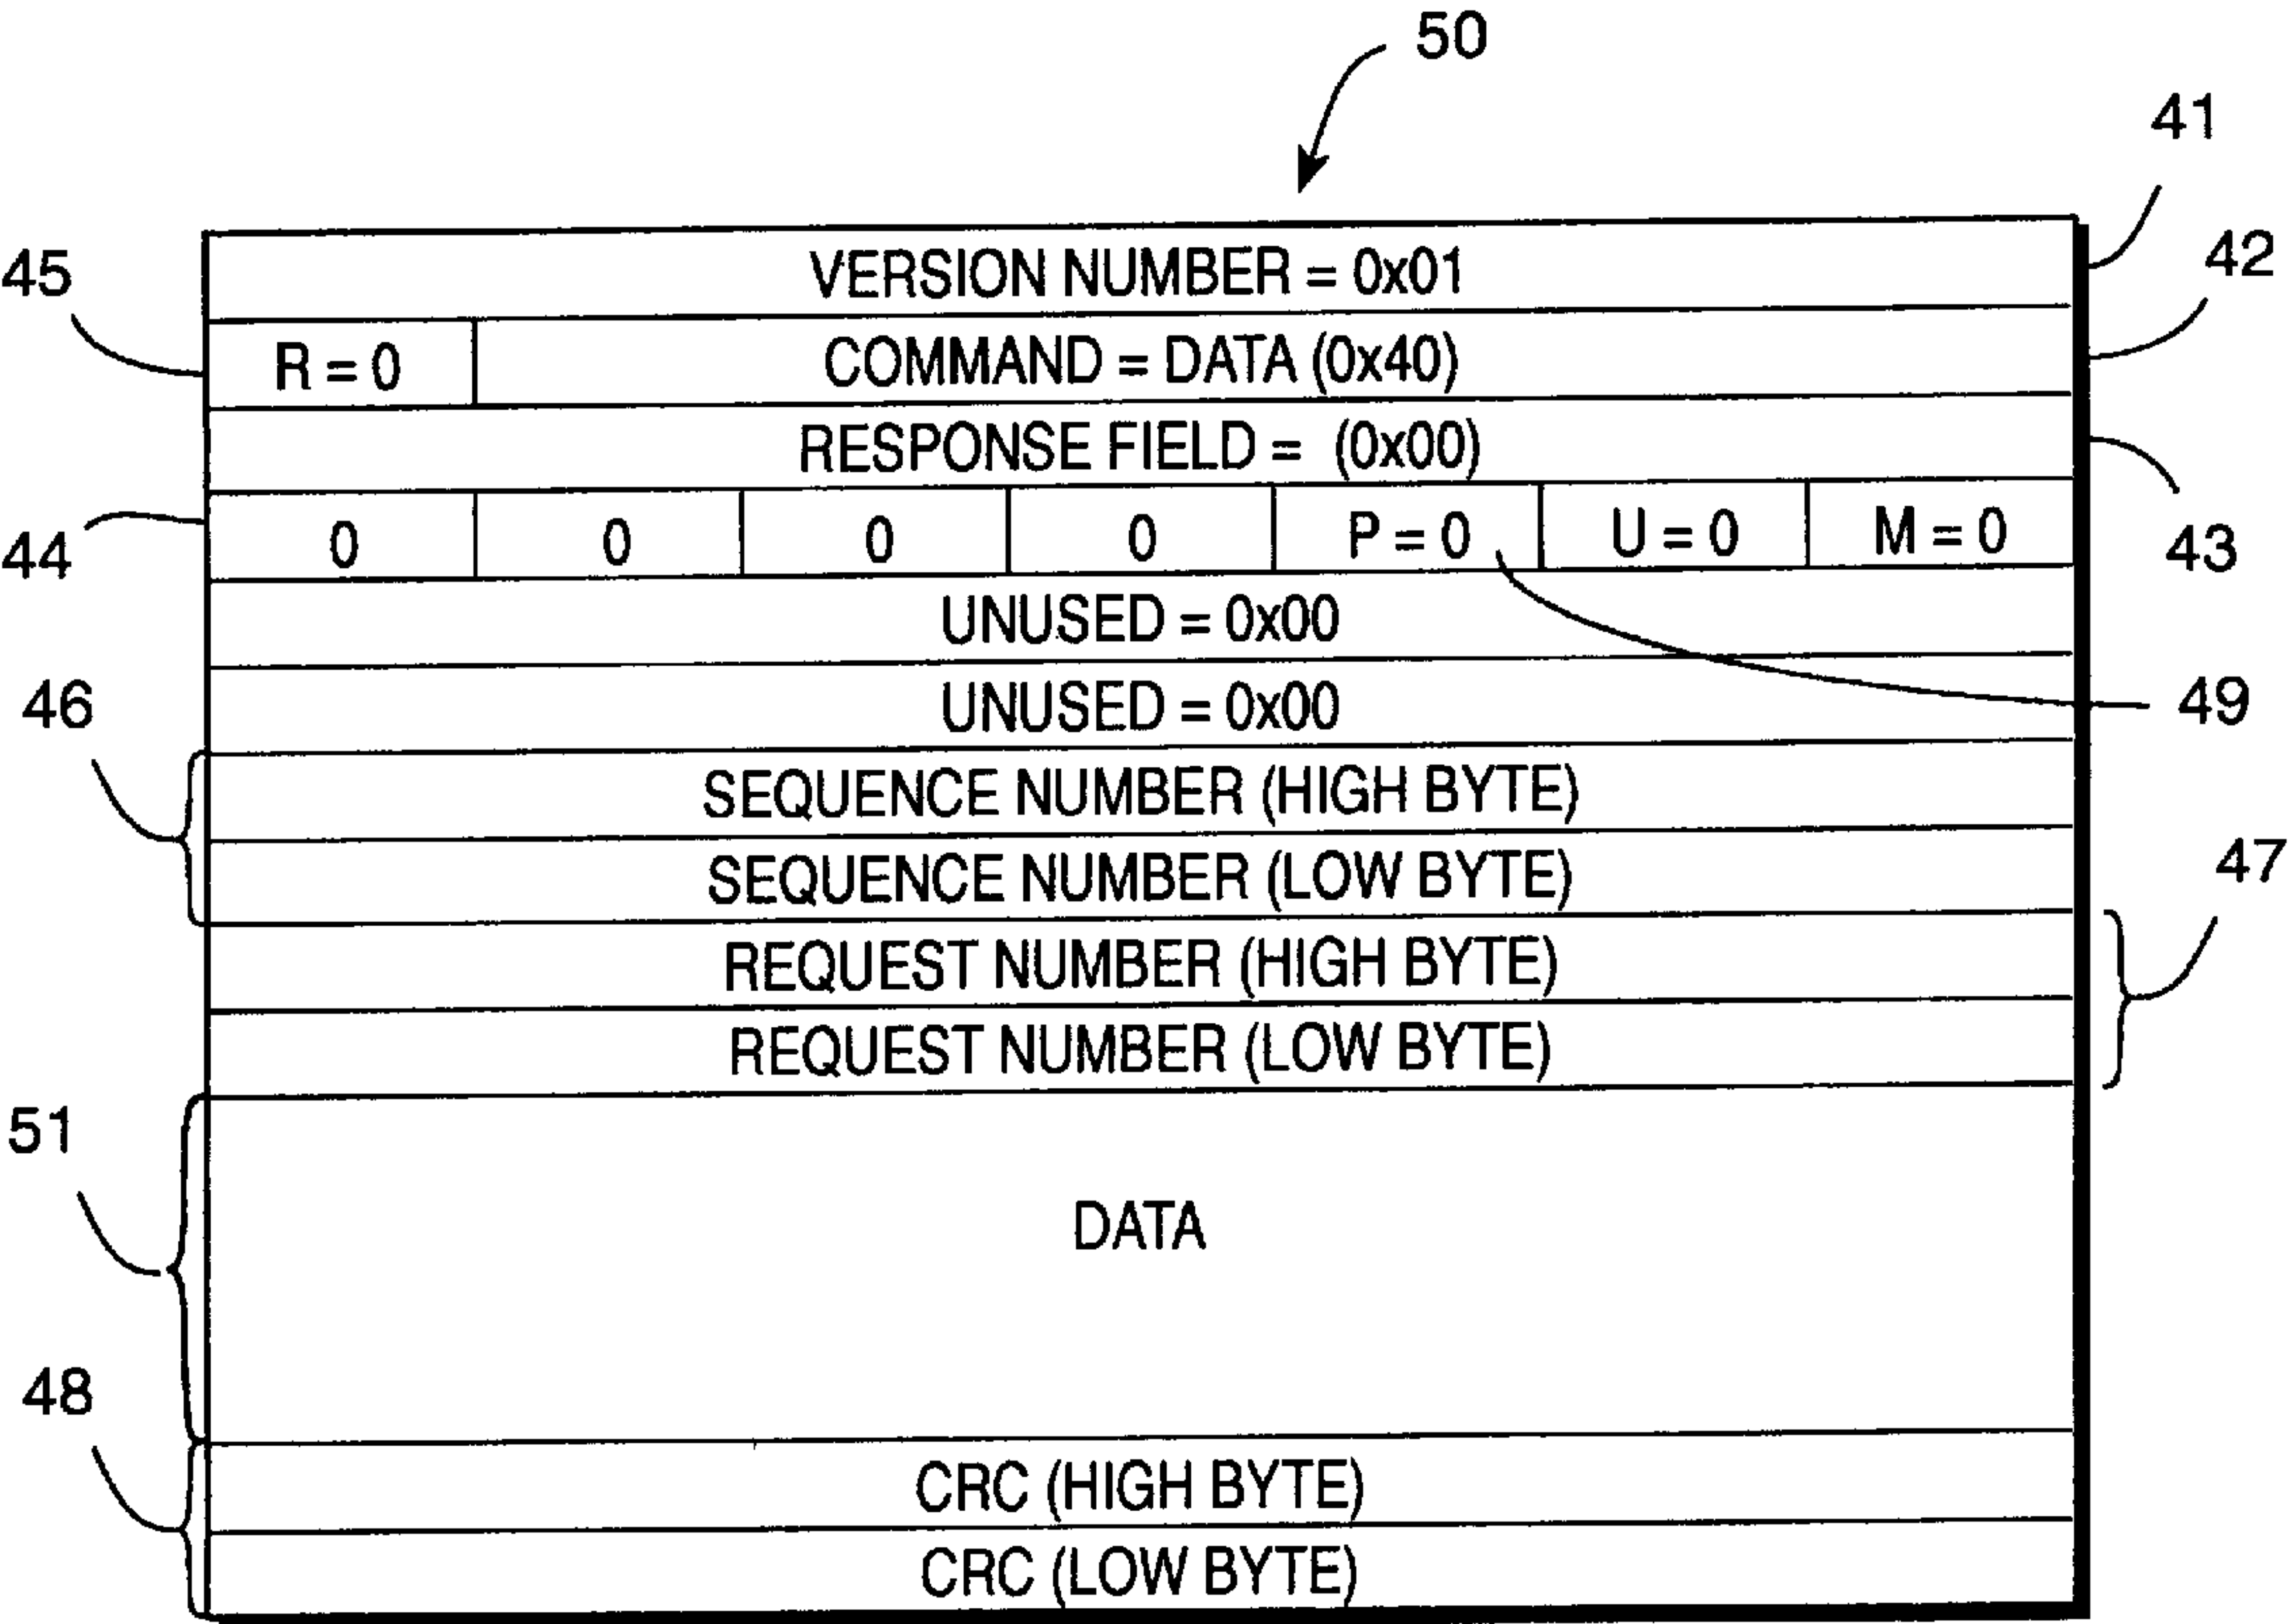 50
41
VERSION NUMBER = 0x01
45
42
R = 0 COMMAND = DATA (0x40)
RESPONSE FIELD = (0x00)
44
0 0 0 0 P = 0 U = 0 M = 0
43
UNUSED = 0x00
46
UNUSED = 0x00
49
SEQUENCE NUMBER (HIGH BYTE)
SEQUENCE NUMBER (LOW BYTE)
47
REQUEST NUMBER (HIGH BYTE)
REQUEST NUMBER (LOW BYTE)
51
DATA
48
CRC (HIGH BYTE)
CRC (LOW BYTE)